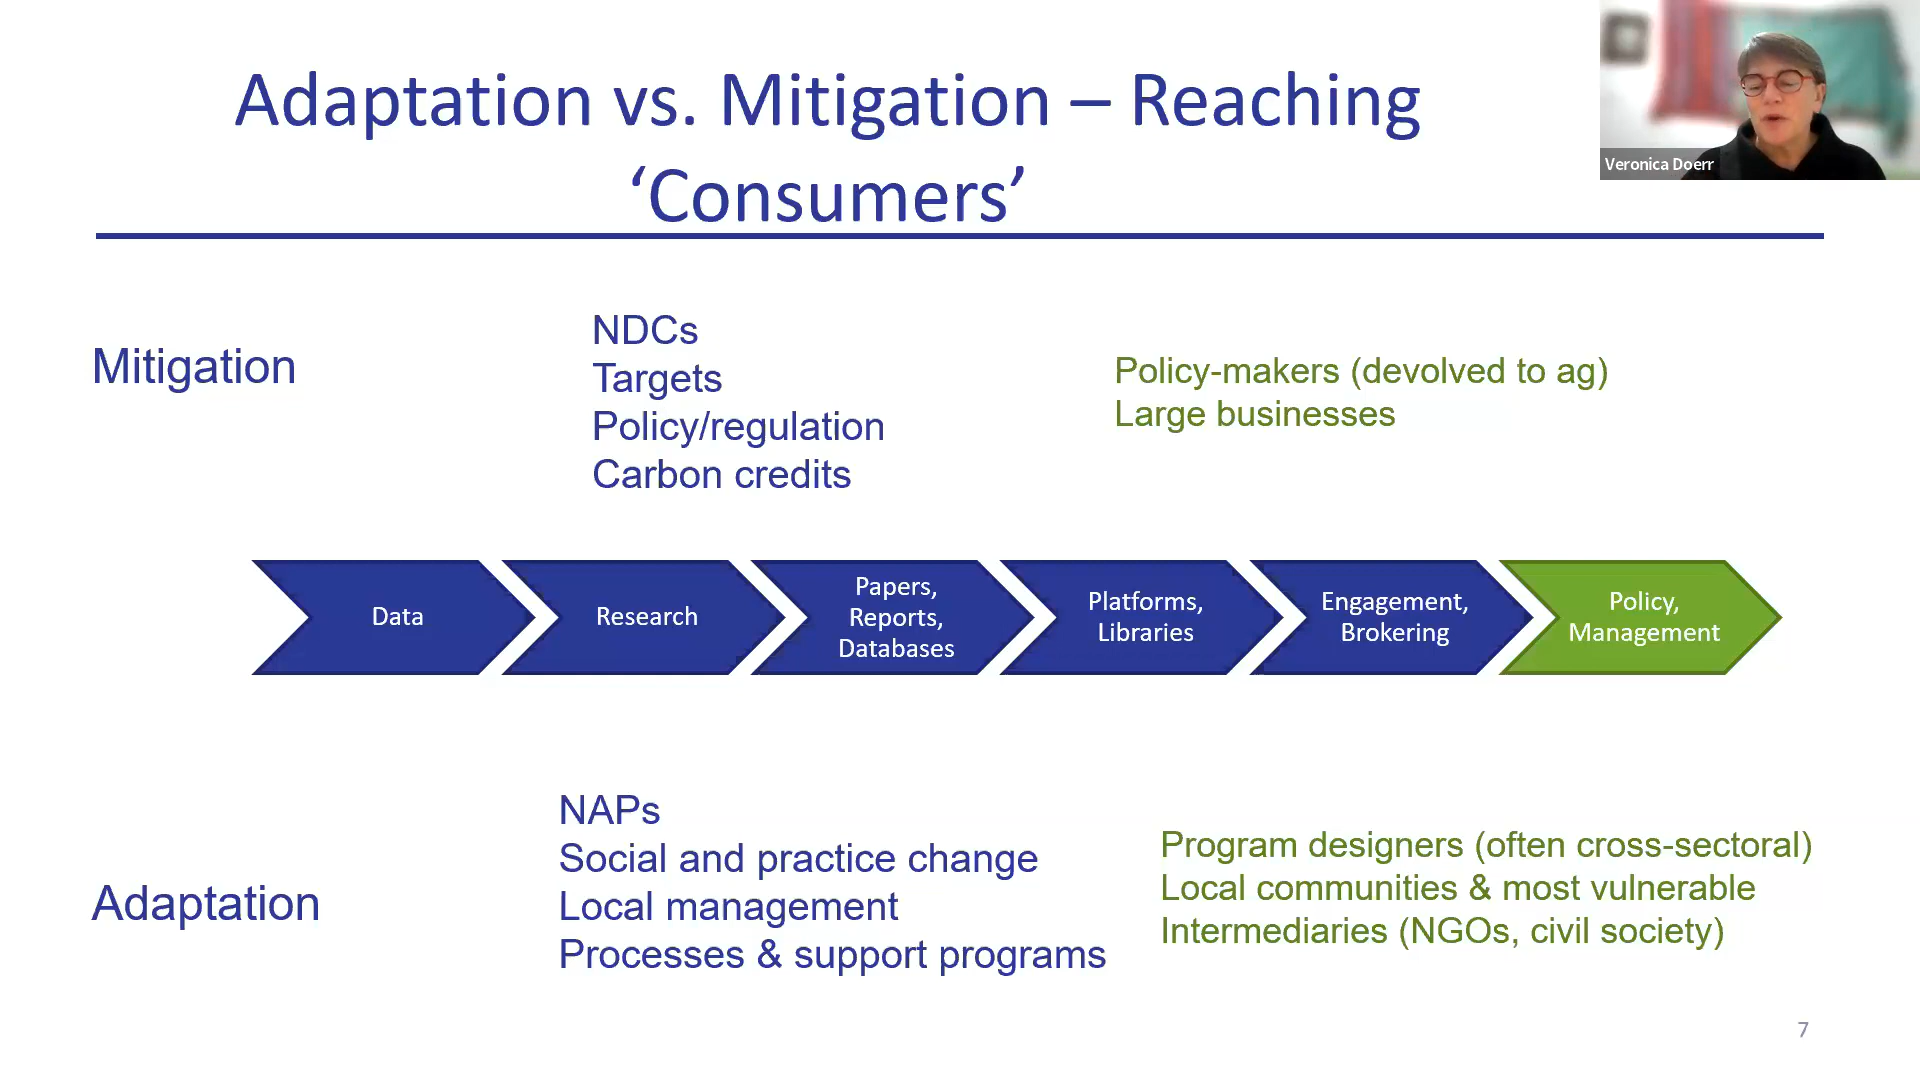 Adaptation vs. Mitigation – Reaching
‘Consumers’
Veronica Doerr
Mitigation
NDCs
Targets
Policy/regulation
Carbon credits
Policy-makers (devolved to ag)
Large businesses
Data
Research
Papers,
Reports,
Databases
Platforms,
Libraries
Engagement,
Brokering
Policy,
Management
Adaptation
NAPs
Social and practice change
Local management
Processes & support programs
Program designers (often cross-sectoral)
Local communities & most vulnerable
Intermediaries (NGOs, civil society)
7